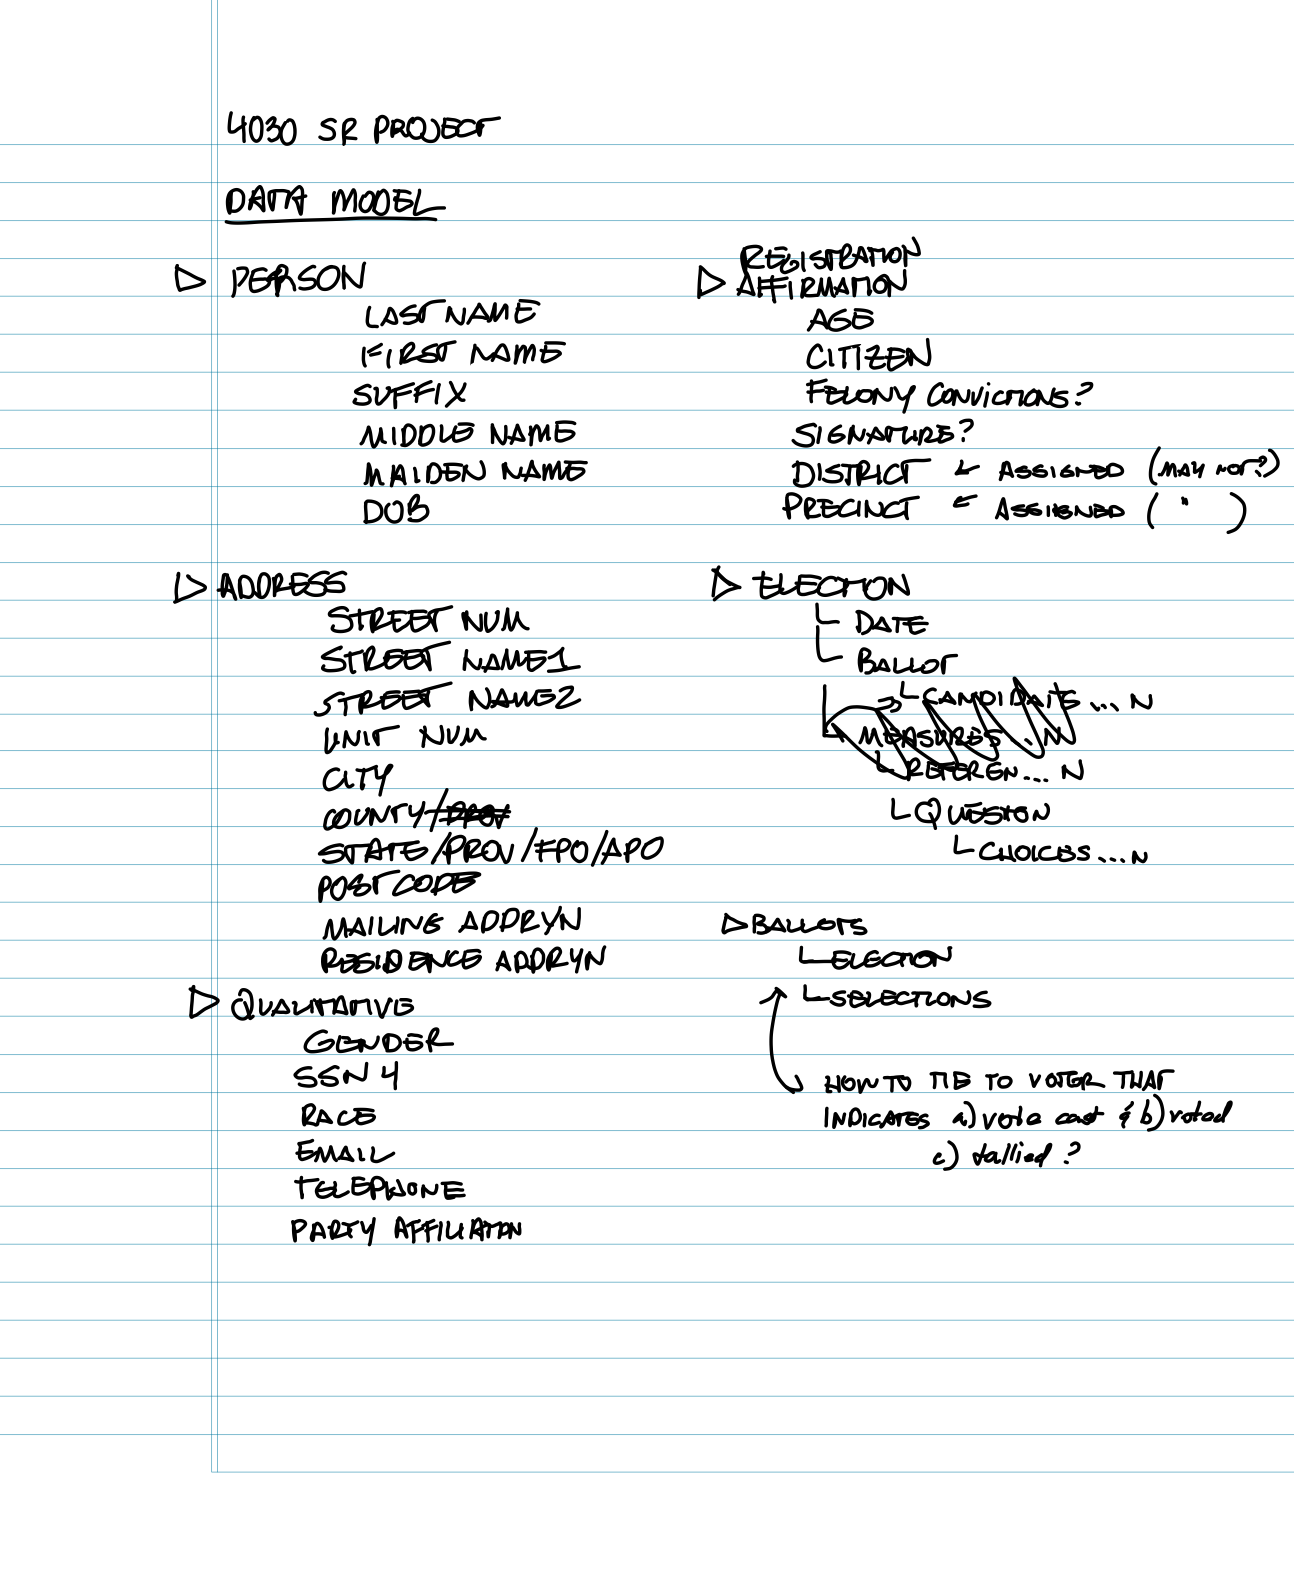 4030 SR PROJECT
DATA MODEL
▷ PERSON
LAST NAME
FIRST NAME
SUFFIX
MIDDLE NAME
MAIDEN NAME
DOB
▷ ADDRESS
STREET NUM
STREET NAME1
STREET NAME2
UNIT NUM
CITY
COUNTY/PROV
STATE/PROV/FPO/APO
POST CODE
MAILING ADDRYN
RESIDENCE ADDRYN
▷ QUALITATIVE
GENDER
SSN 4
RACE
EMAIL
TELEPHONE
PARTY AFFILIATION
REGISTRATION
▷ AFFIRMATION
AGE
CITIZEN
FELONY CONVICTIONS?
SIGNATURE?
DISTRICT ← ASSIGNED (MAY NOT?)
PRECINCT ← ASSIGNED ( " )
▷ ELECTION
DATE
BALLOT
CANDIDATES ... N
MEASURES ... N
REFEREN... N
QUESTION
CHOICES ... N
▷ BALLOTS
ELECTION
SELECTIONS
HOW TO TIE TO VOTER THAT
INDICATES a) vote cast & b) voted
c) tallied ?